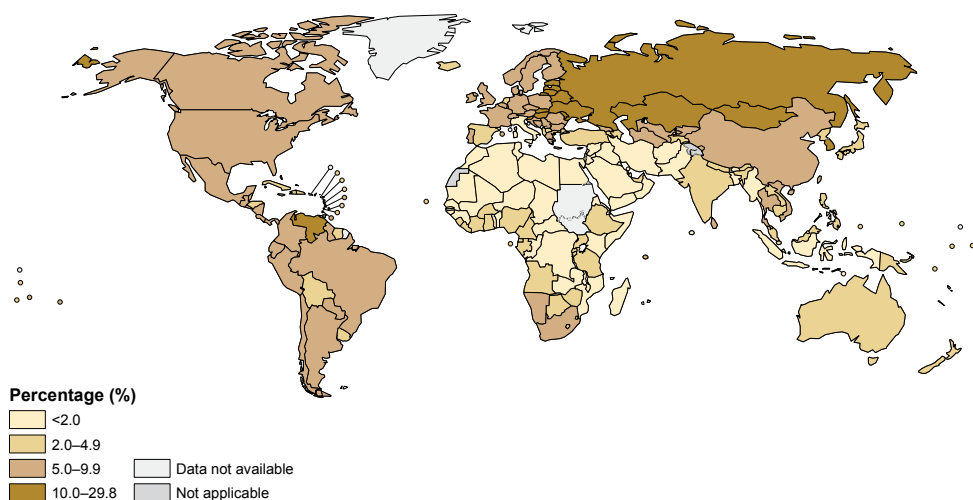 Percentage (%)
<2.0
2.0–4.9
5.0–9.9
10.0–29.8
Data not available
Not applicable